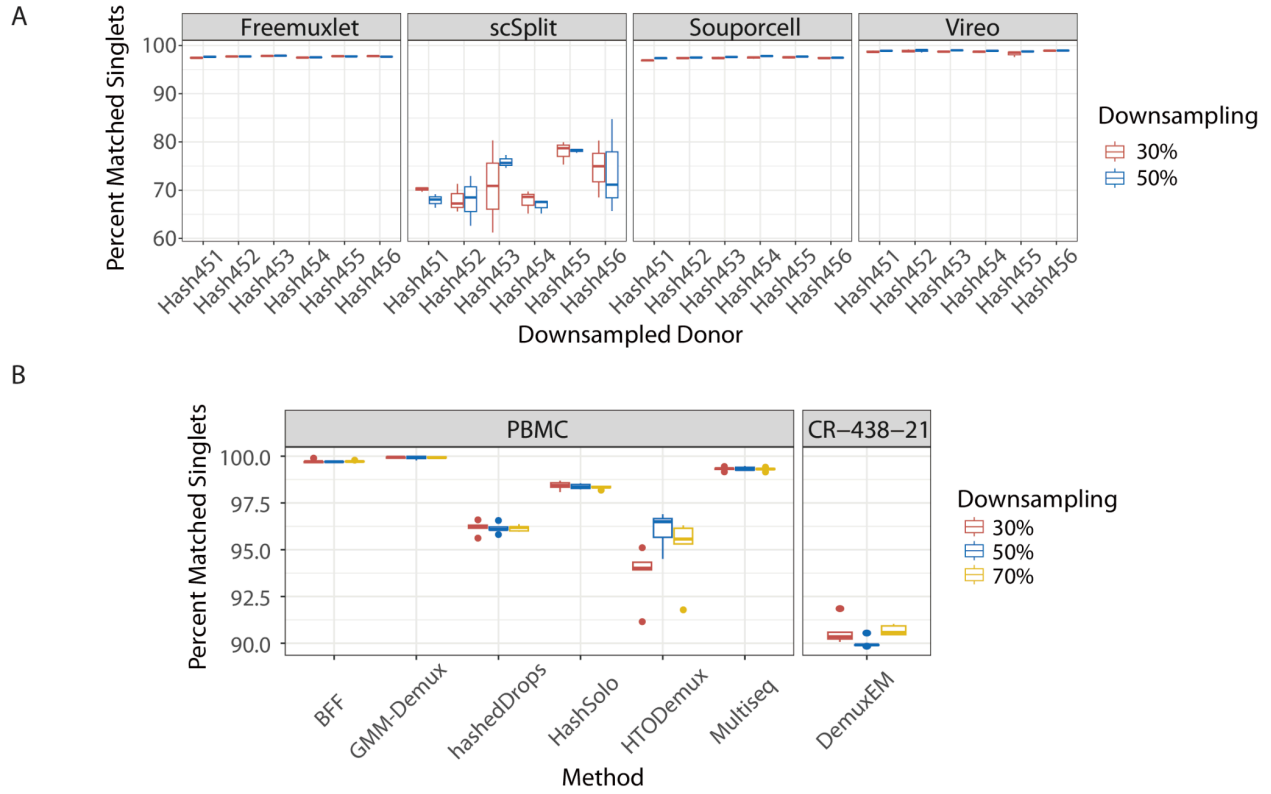 A
Freemuxlet scSplit Souporcell Vireo
Percent Matched Singlets
100
90
80
70
60
Hash451 Hash452 Hash453 Hash454 Hash455 Hash456 Hash451 Hash452 Hash453 Hash454 Hash455 Hash456 Hash451 Hash452 Hash453 Hash454 Hash455 Hash456 Hash451 Hash452 Hash453 Hash454 Hash455 Hash456
Downsampled Donor
Downsampling
30%
50%
B
PBMC CR−438−21
Percent Matched Singlets
100.0
97.5
95.0
92.5
90.0
BFF GMM-Demux hashedDrops HashSolo HTODemux Multiseq DemuxEM
Method
Downsampling
30%
50%
70%